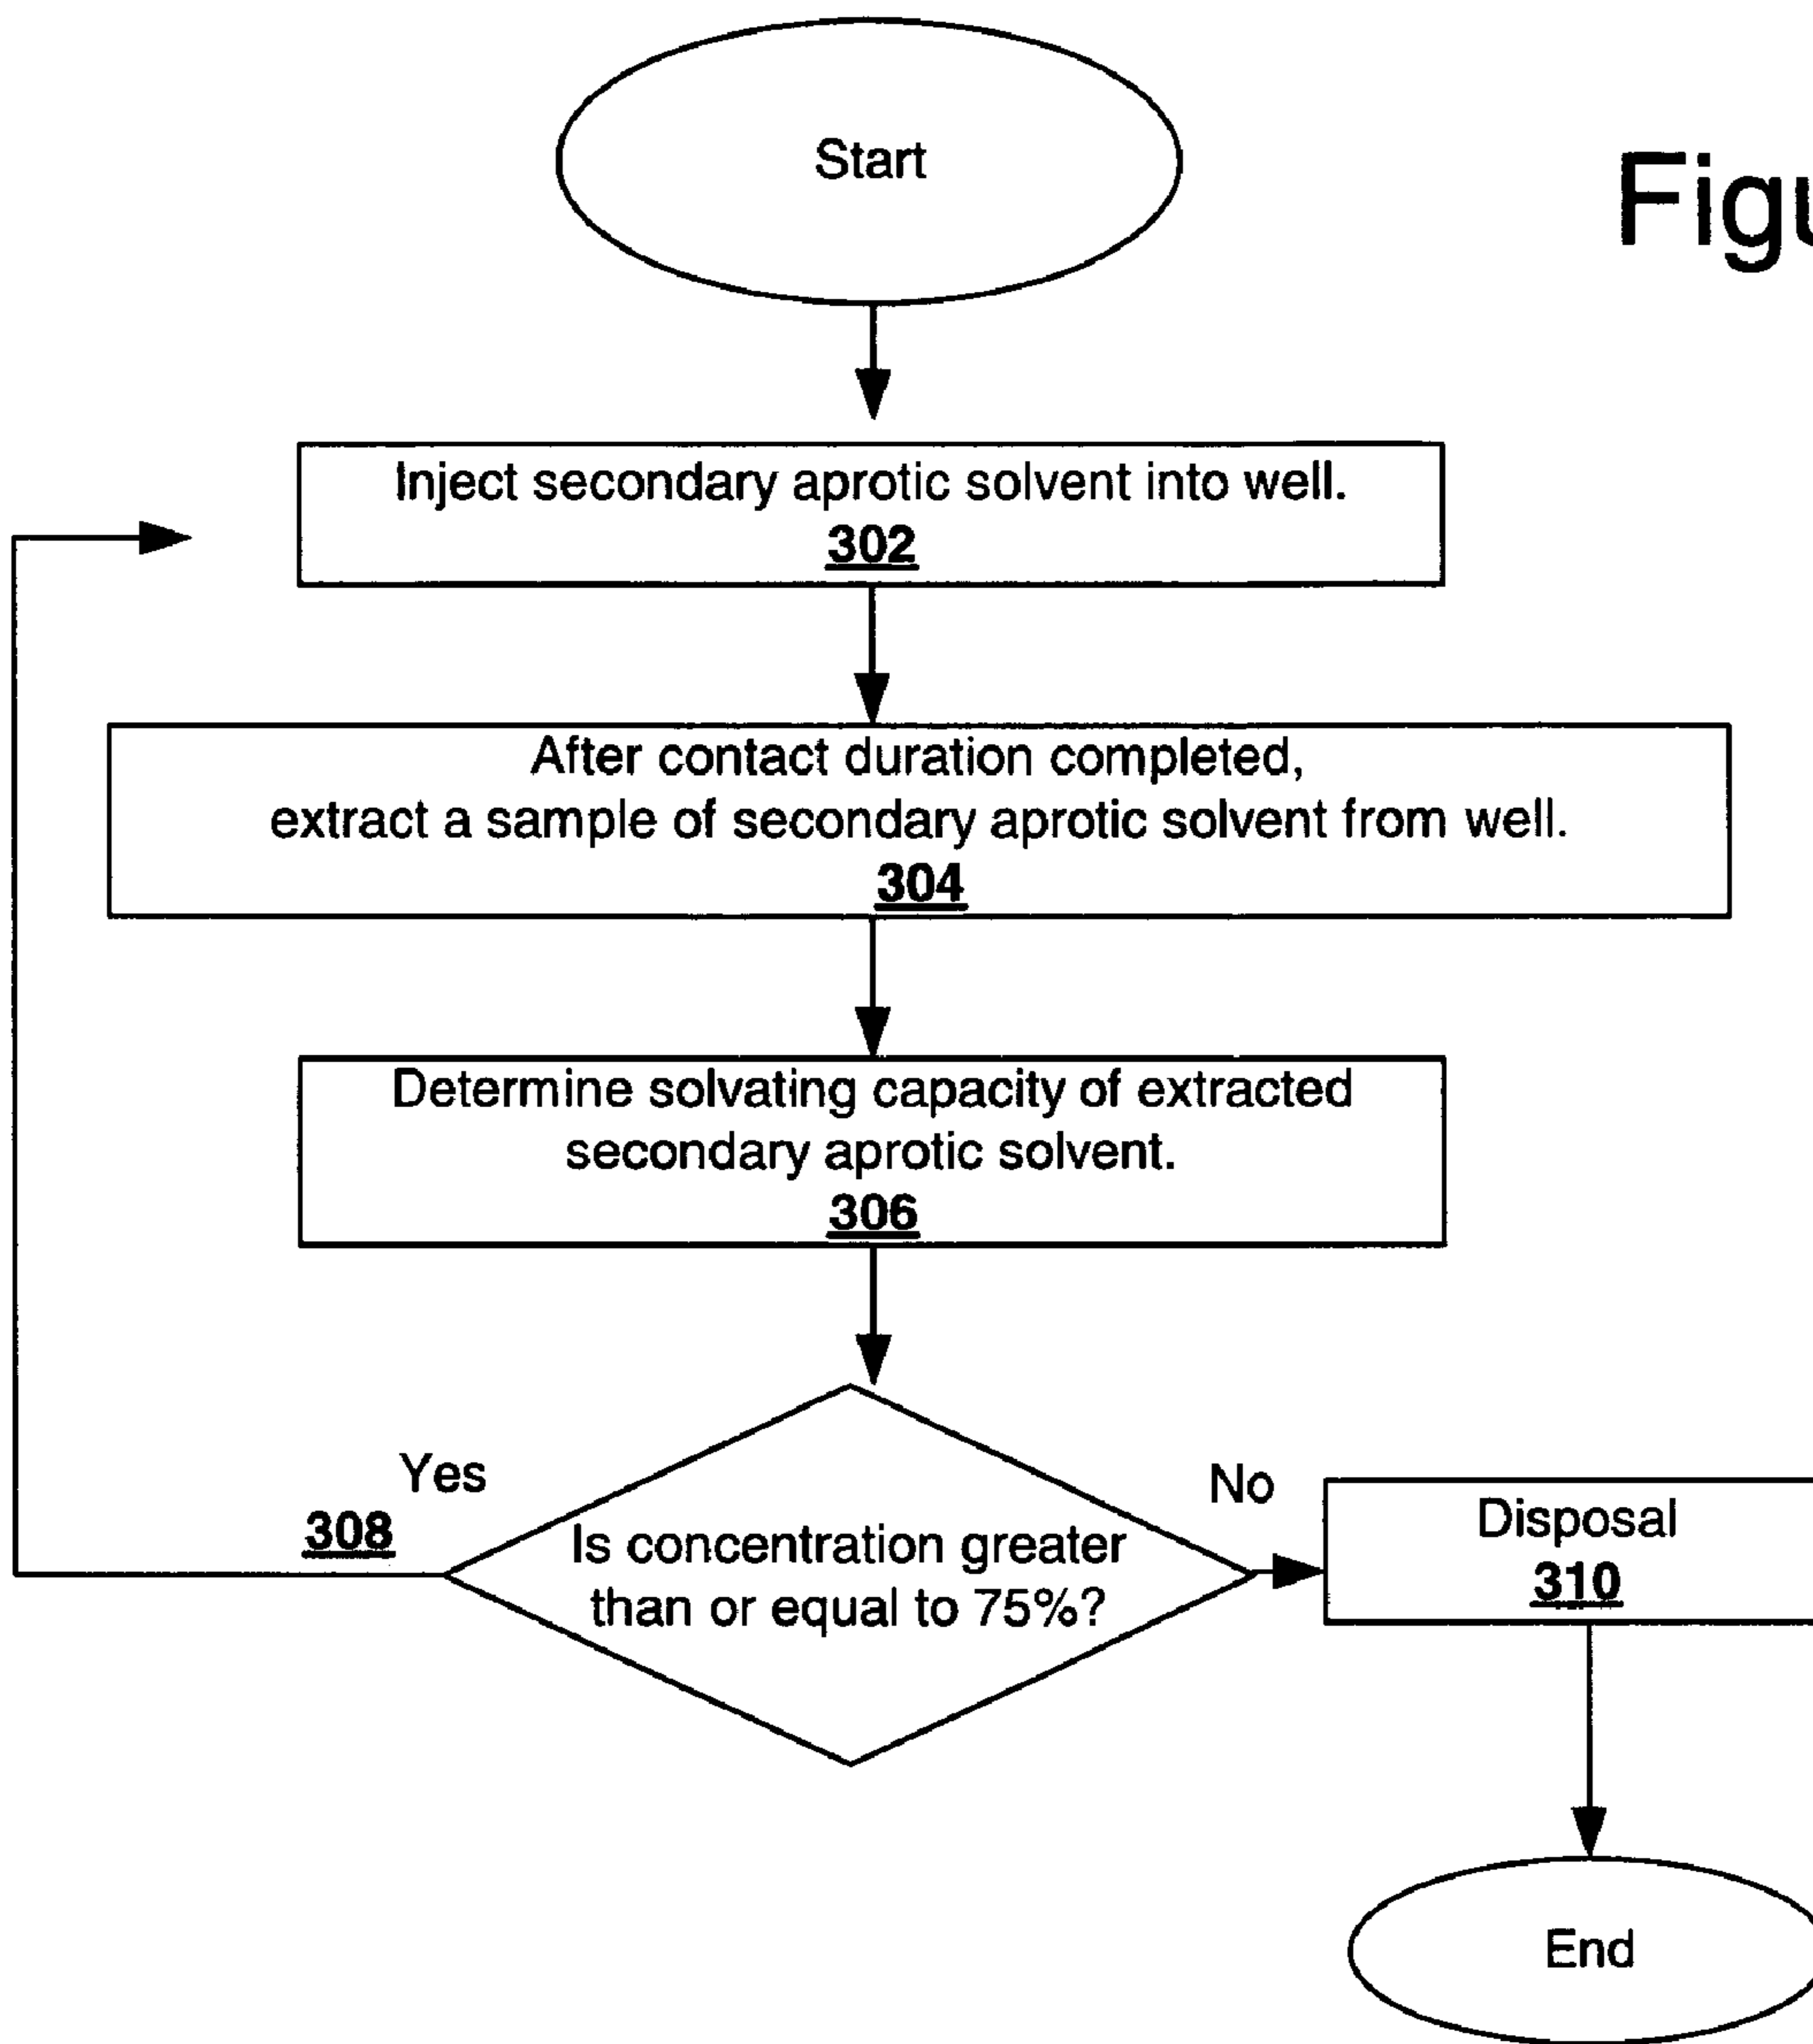 Start
Figu
Inject secondary aprotic solvent into well.
302
After contact duration completed,
extract a sample of secondary aprotic solvent from well.
304
Determine solvating capacity of extracted
secondary aprotic solvent.
306
Yes
No
308
Is concentration greater
than or equal to 75%?
Disposal
310
End